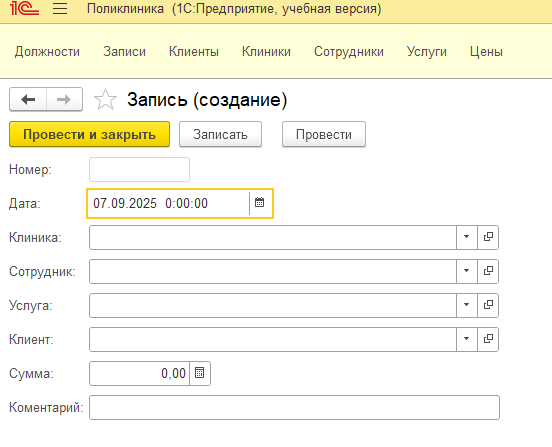 1С Поликлиника (1С:Предприятие, учебная версия)
Должности Записи Клиенты Клиники Сотрудники Услуги Цены
Запись (создание)
Провести и закрыть Записать Провести
Номер:
Дата: 07.09.2025 0:00:00
Клиника:
Сотрудник:
Услуга:
Клиент:
Сумма: 0,00
Коментарий: